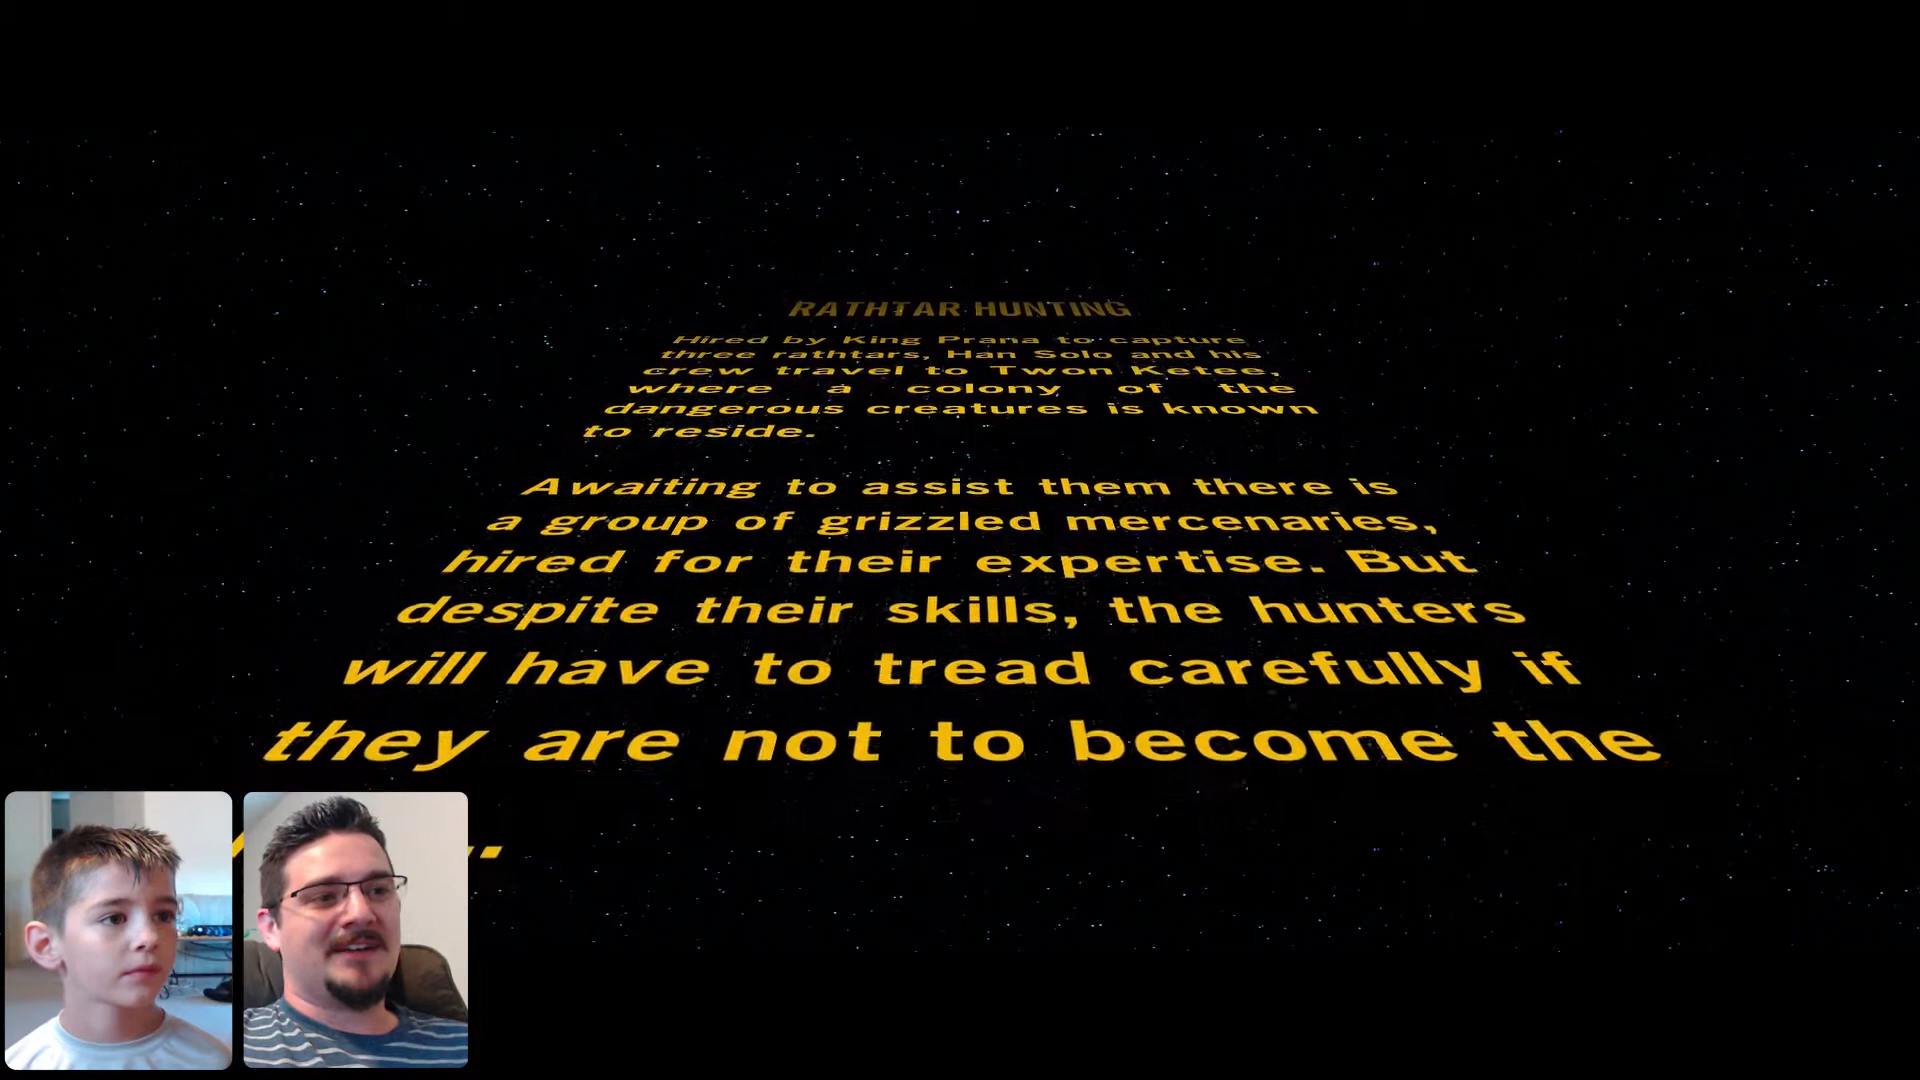 RATHTAR HUNTING
Hired by King Prana to capture
three rathtars, Han Solo and his
crew travel to Twon Ketee,
where a colony of the
dangerous creatures is known
to reside.
Awaiting to assist them there is
a group of grizzled mercenaries,
hired for their expertise. But
despite their skills, the hunters
will have to tread carefully if
they are not to become the